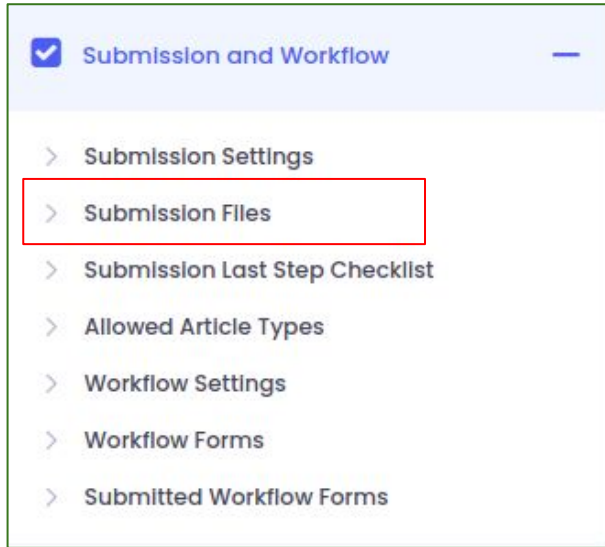 Submission and Workflow
Submission Settings
Submission Files
Submission Last Step Checklist
Allowed Article Types
Workflow Settings
Workflow Forms
Submitted Workflow Forms